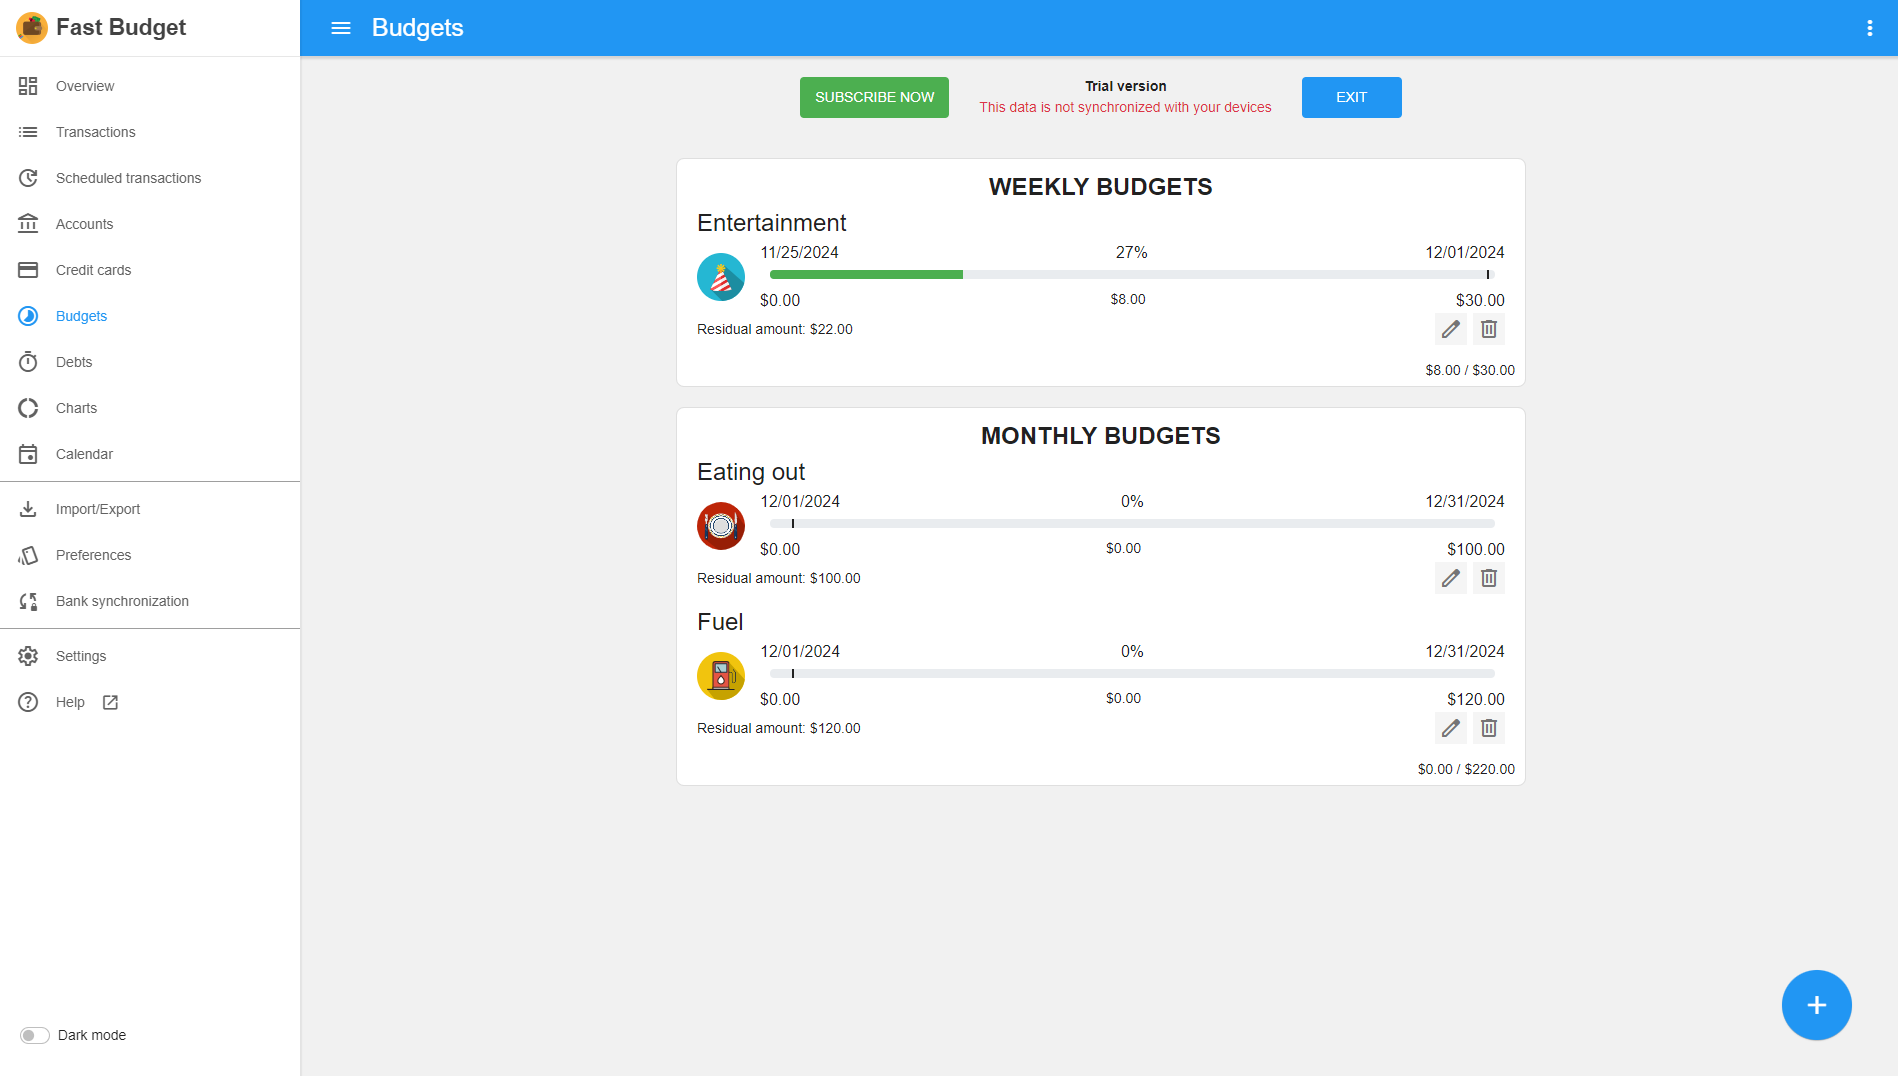 Fast Budget
Budgets
Overview
Transactions
Scheduled transactions
Accounts
Credit cards
Budgets
Debts
Charts
Calendar
Import/Export
Preferences
Bank synchronization
Settings
Help
Dark mode
SUBSCRIBE NOW
Trial version
This data is not synchronized with your devices
EXIT
WEEKLY BUDGETS
Entertainment
11/25/2024 27% 12/01/2024
$0.00 $8.00 $30.00
Residual amount: $22.00
$8.00 / $30.00
MONTHLY BUDGETS
Eating out
12/01/2024 0% 12/31/2024
$0.00 $0.00 $100.00
Residual amount: $100.00
Fuel
12/01/2024 0% 12/31/2024
$0.00 $0.00 $120.00
Residual amount: $120.00
$0.00 / $220.00